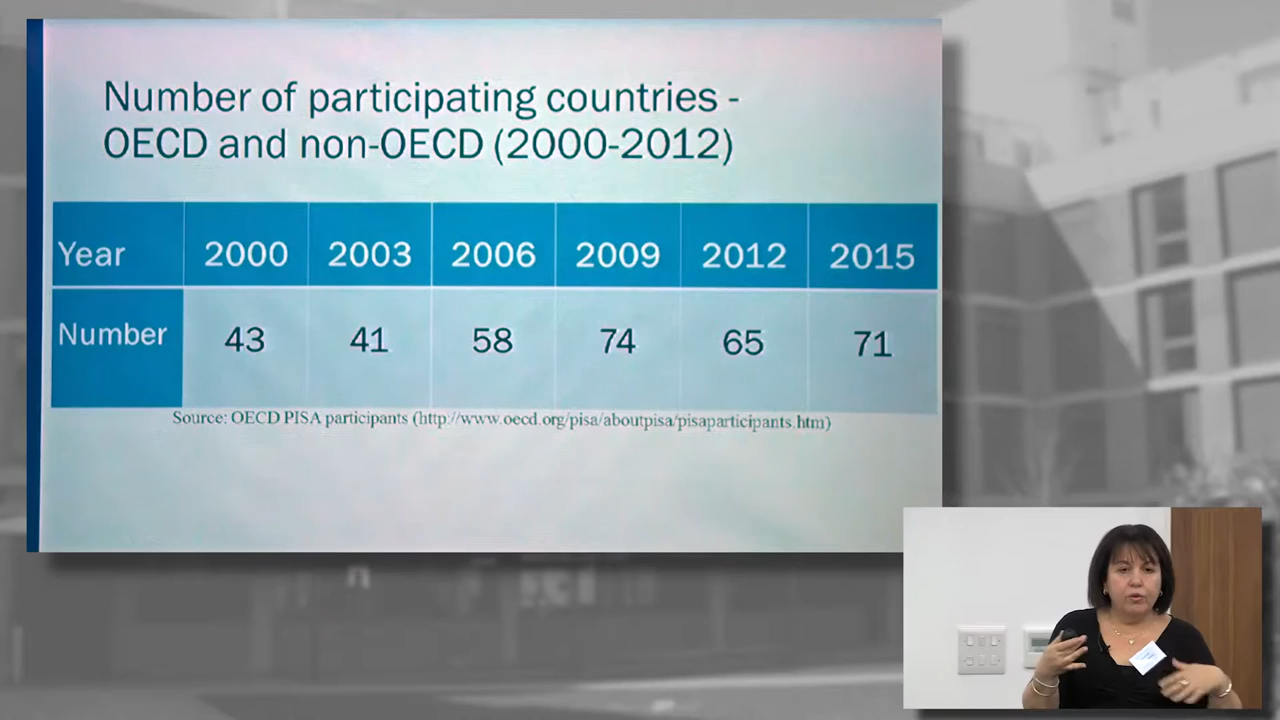 Number of participating countries -
OECD and non-OECD (2000-2012)
Year 2000 2003 2006 2009 2012 2015
Number 43 41 58 74 65 71
Source: OECD PISA participants (http://www.oecd.org/pisa/aboutpisa/pisaparticipants.htm)